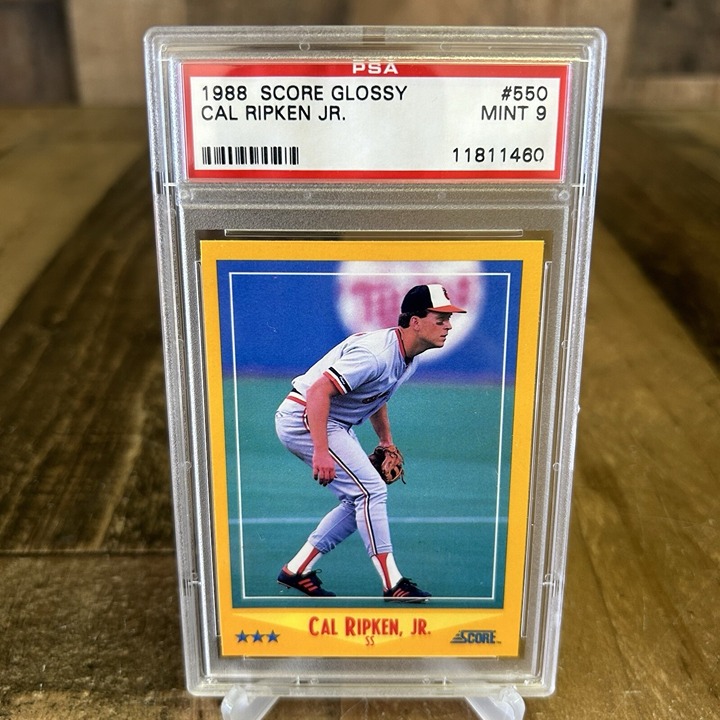 PSA
1988 SCORE GLOSSY #550
CAL RIPKEN JR. MINT 9
11811460
CAL RIPKEN, JR.
SS
SCORE